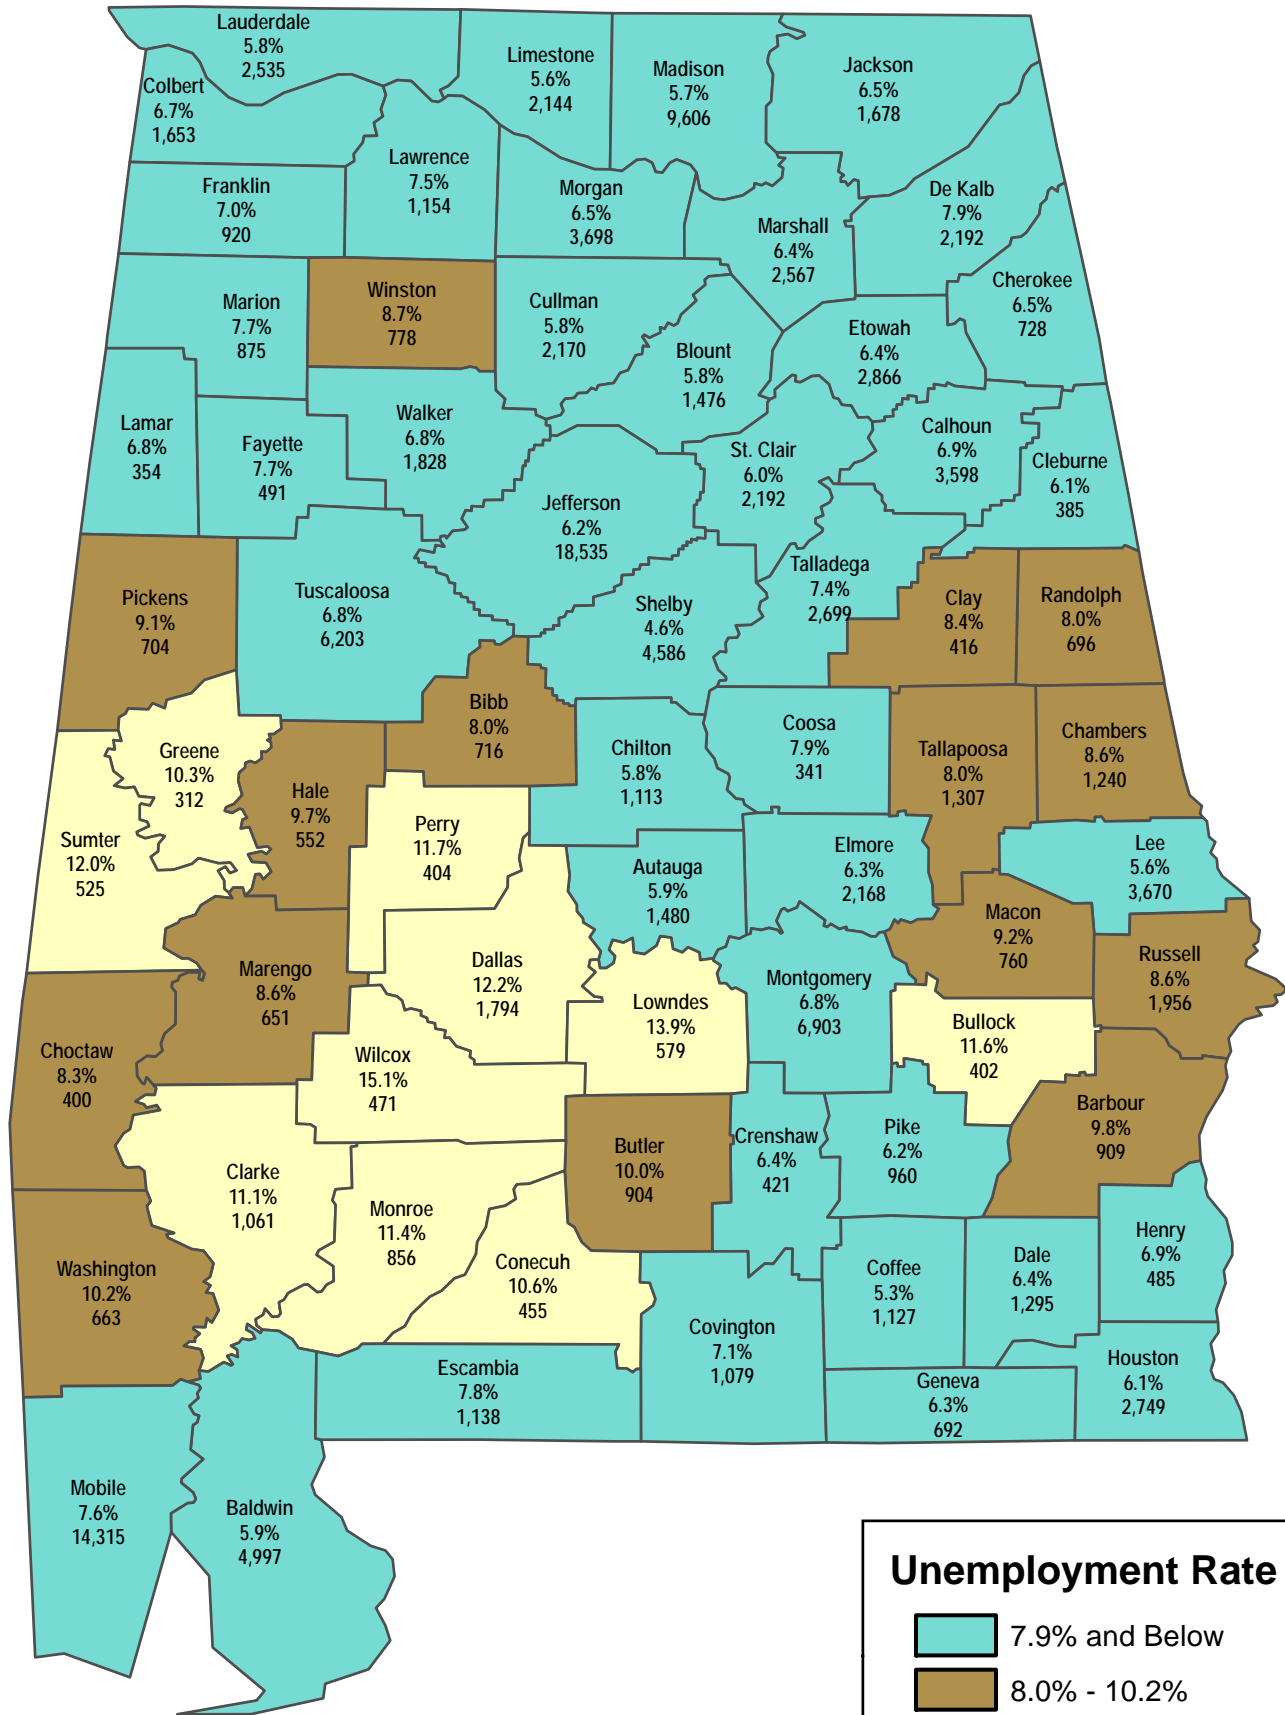 Lauderdale
5.8%
2,535
Limestone
5.6%
2,144
Madison
5.7%
9,606
Jackson
6.5%
1,678
Colbert
6.7%
1,653
Lawrence
7.5%
1,154
Franklin
7.0%
920
Morgan
6.5%
3,698
Marshall
6.4%
2,567
De Kalb
7.9%
2,192
Cherokee
6.5%
728
Marion
7.7%
875
Winston
8.7%
778
Cullman
5.8%
2,170
Blount
5.8%
1,476
Etowah
6.4%
2,866
Lamar
6.8%
354
Fayette
7.7%
491
Walker
6.8%
1,828
St. Clair
6.0%
2,192
Calhoun
6.9%
3,598
Cleburne
6.1%
385
Jefferson
6.2%
18,535
Pickens
9.1%
704
Tuscaloosa
6.8%
6,203
Shelby
4.6%
4,586
Talladega
7.4%
2,699
Clay
8.4%
416
Randolph
8.0%
696
Greene
10.3%
312
Hale
9.7%
552
Bibb
8.0%
716
Chilton
5.8%
1,113
Coosa
7.9%
341
Tallapoosa
8.0%
1,307
Chambers
8.6%
1,240
Sumter
12.0%
525
Perry
11.7%
404
Autauga
5.9%
1,480
Elmore
6.3%
2,168
Lee
5.6%
3,670
Macon
9.2%
760
Russell
8.6%
1,956
Marengo
8.6%
651
Dallas
12.2%
1,794
Lowndes
13.9%
579
Montgomery
6.8%
6,903
Bullock
11.6%
402
Choctaw
8.3%
400
Wilcox
15.1%
471
Barbour
9.8%
909
Clarke
11.1%
1,061
Butler
10.0%
904
Crenshaw
6.4%
421
Pike
6.2%
960
Monroe
11.4%
856
Conecuh
10.6%
455
Washington
10.2%
663
Coffee
5.3%
1,127
Dale
6.4%
1,295
Henry
6.9%
485
Covington
7.1%
1,079
Escambia
7.8%
1,138
Geneva
6.3%
692
Houston
6.1%
2,749
Mobile
7.6%
14,315
Baldwin
5.9%
4,997
Unemployment Rate
7.9% and Below
8.0% - 10.2%